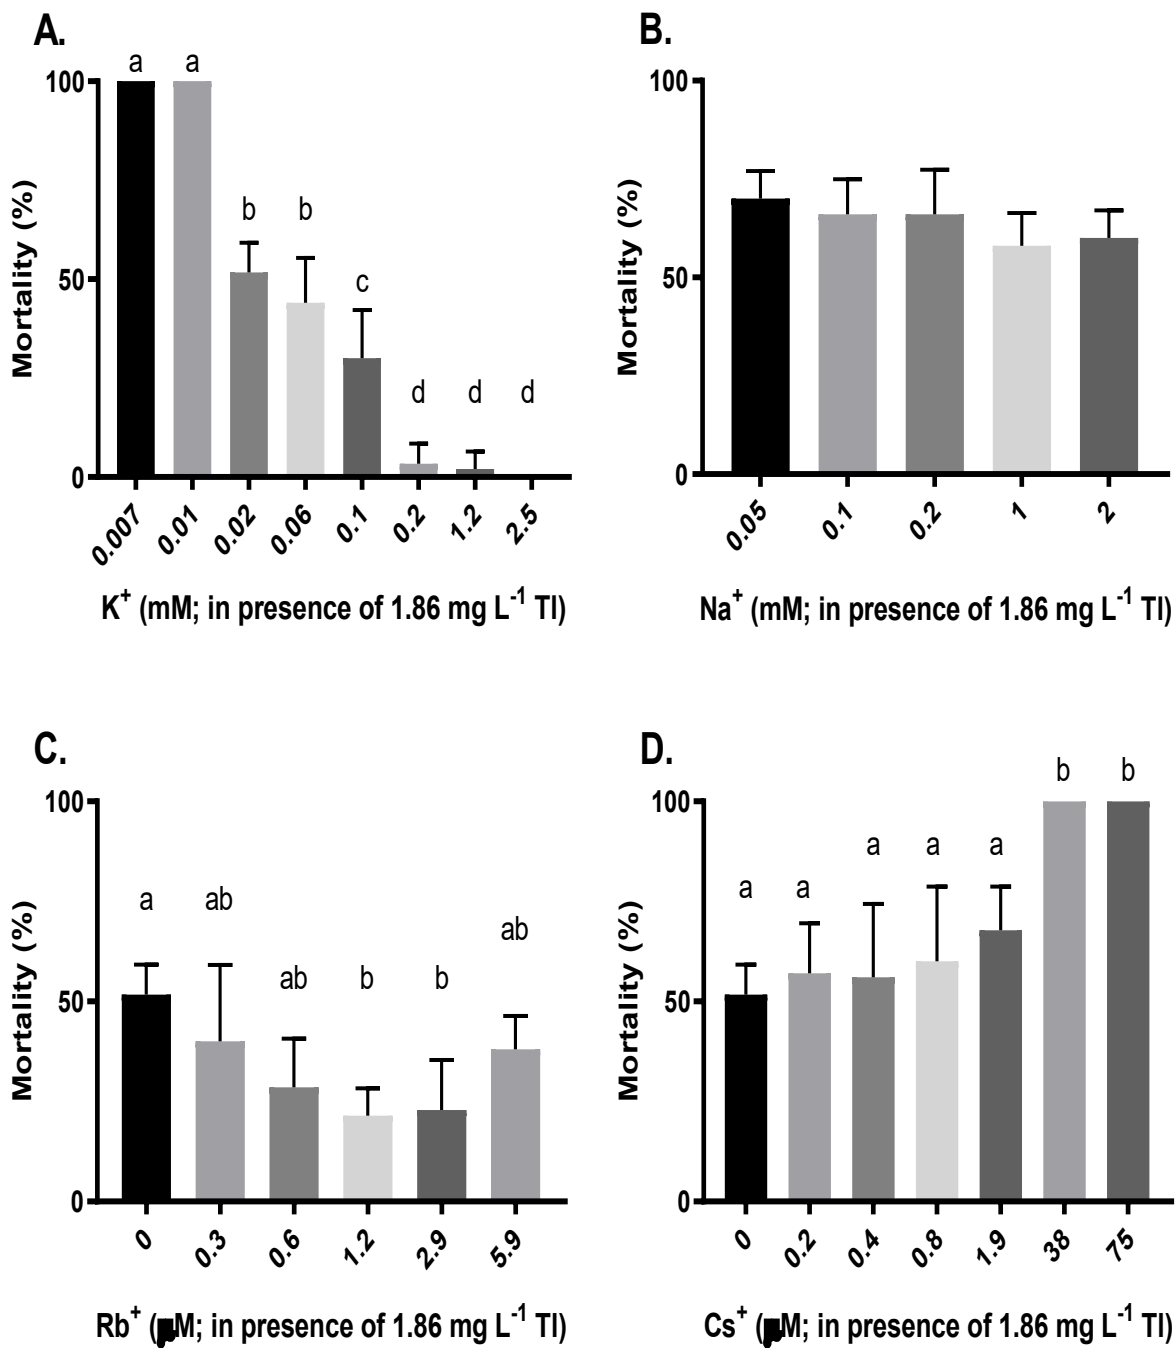 A.
a a
b b
c
d d d
100
50
0
Mortality (%)
0.007 0.01 0.02 0.06 0.1 0.2 1.2 2.5
K⁺ (mM; in presence of 1.86 mg L⁻¹ Tl)
B.
100
50
0
Mortality (%)
0.05 0.1 0.2 1 2
Na⁺ (mM; in presence of 1.86 mg L⁻¹ Tl)
C.
a ab ab b b ab
100
50
0
Mortality (%)
0 0.3 0.6 1.2 2.9 5.9
Rb⁺ (μM; in presence of 1.86 mg L⁻¹ Tl)
D.
a a a a a b b
100
50
0
Mortality (%)
0 0.2 0.4 0.8 1.9 38 75
Cs⁺ (μM; in presence of 1.86 mg L⁻¹ Tl)